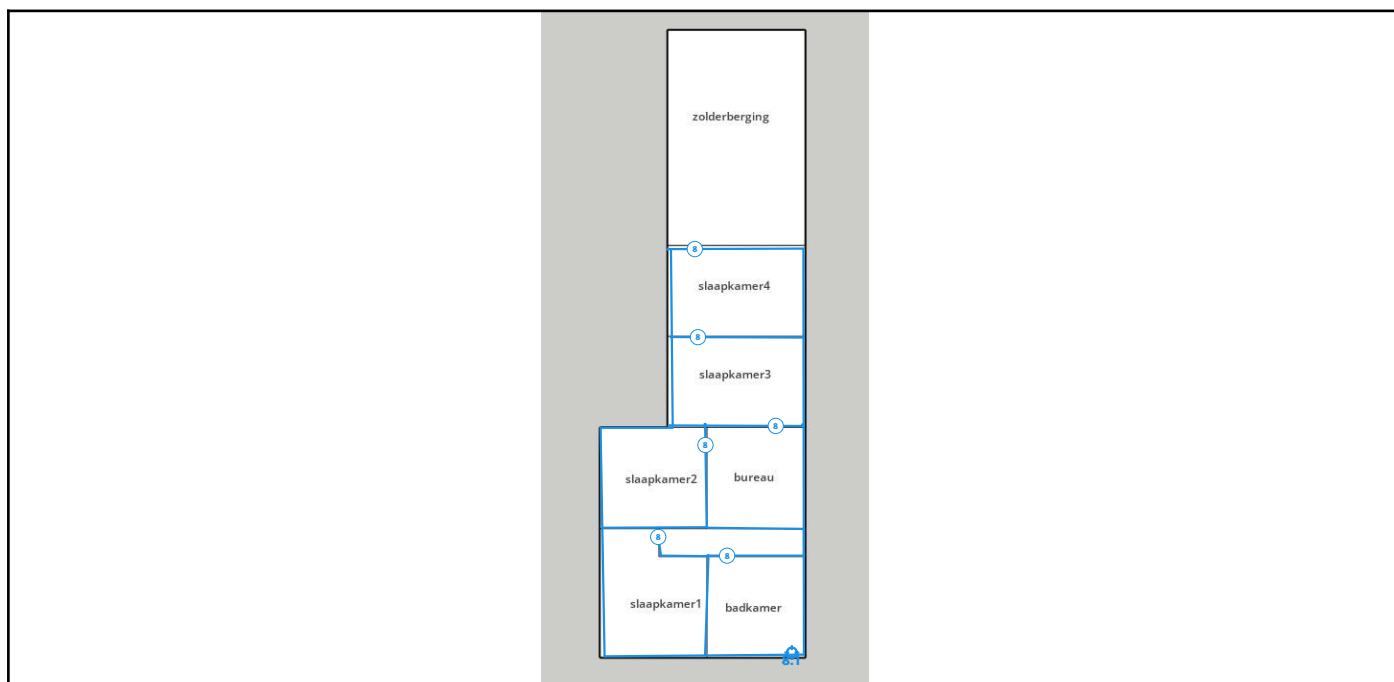 zolderberging
8
slaapkamer4
8
slaapkamer3
8
8
slaapkamer2
bureau
8
8
slaapkamer1
badkamer
8.1